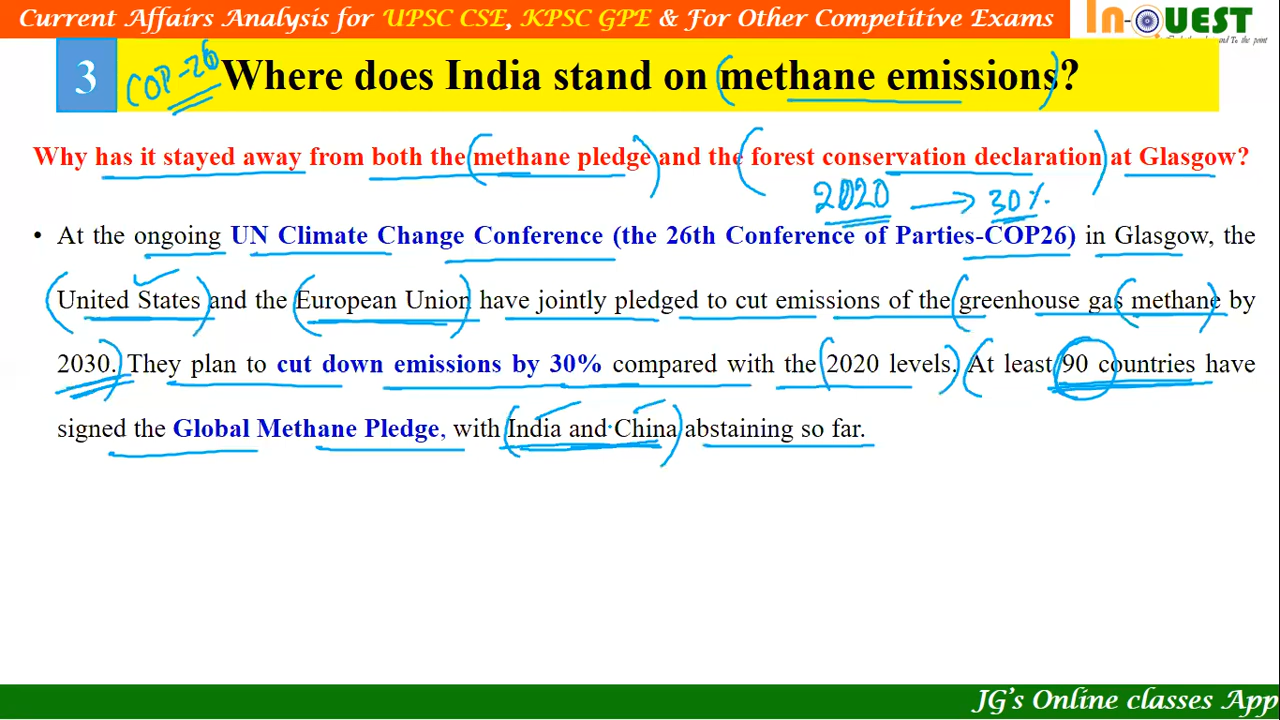 Current Affairs Analysis for UPSC CSE, KPSC GPE & For Other Competitive Exams
In-QUEST
and To the point
3 COP-26 Where does India stand on (methane emissions)?
Why has it stayed away from both the (methane pledge) and the (forest conservation declaration) at Glasgow?
2020 → 30%
• At the ongoing UN Climate Change Conference (the 26th Conference of Parties-COP26) in Glasgow, the
(United States) and the (European Union) have jointly pledged to cut emissions of the (greenhouse gas (methane) by
2030.) They plan to cut down emissions by 30% compared with the (2020 levels.) (At least 90 countries have
signed the Global Methane Pledge, with (India and China) abstaining so far.
JG's Online classes App